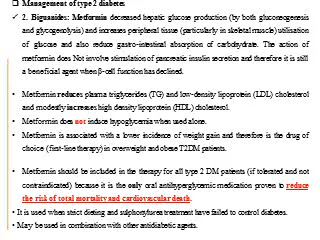 ❑ Management of type 2 diabetes
✓ 2. Biguanides: Metformin decreased hepatic glucose production (by both gluconeogenesis
and glycogenolysis) and increases peripheral tissue (particularly in skeletal muscle) utilisation
of glucose and also reduce gastro-intestinal absorption of carbohydrate. The action of
metformin does Not involve stimulation of pancreatic insulin secretion and therefore it is still
a beneficial agent when β-cell function has declined.
• Metformin reduces plasma triglycerides (TG) and low-density lipoprotein (LDL) cholesterol
and modestly increases high density lipoprotein (HDL) cholesterol.
• Metformin does not induce hypoglycemia when used alone.
• Metformin is associated with a lower incidence of weight gain and therefore is the drug of
choice (first-line therapy) in overweight and obese T2DM patients.
• Metformin should be included in the therapy for all type 2 DM patients (if tolerated and not
contraindicated) because it is the only oral antihyperglycemic medication proven to reduce
the risk of total mortality and cardiovascular death.
• It is used when strict dieting and sulphonylurea treatment have failed to control diabetes.
• May be used in combination with other antidiabetic agents.